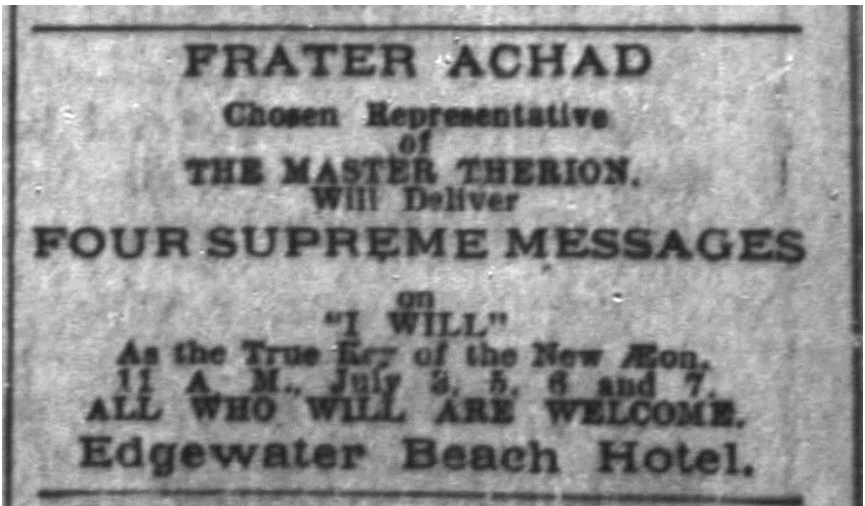 FRATER ACHAD
Chosen Representative
of
THE MASTER THERION.
Will Deliver
FOUR SUPREME MESSAGES
on
"I WILL"
As the True Key of the New Æon.
11 A. M., July 3, 5, 6 and 7.
ALL WHO WILL ARE WELCOME.
Edgewater Beach Hotel.